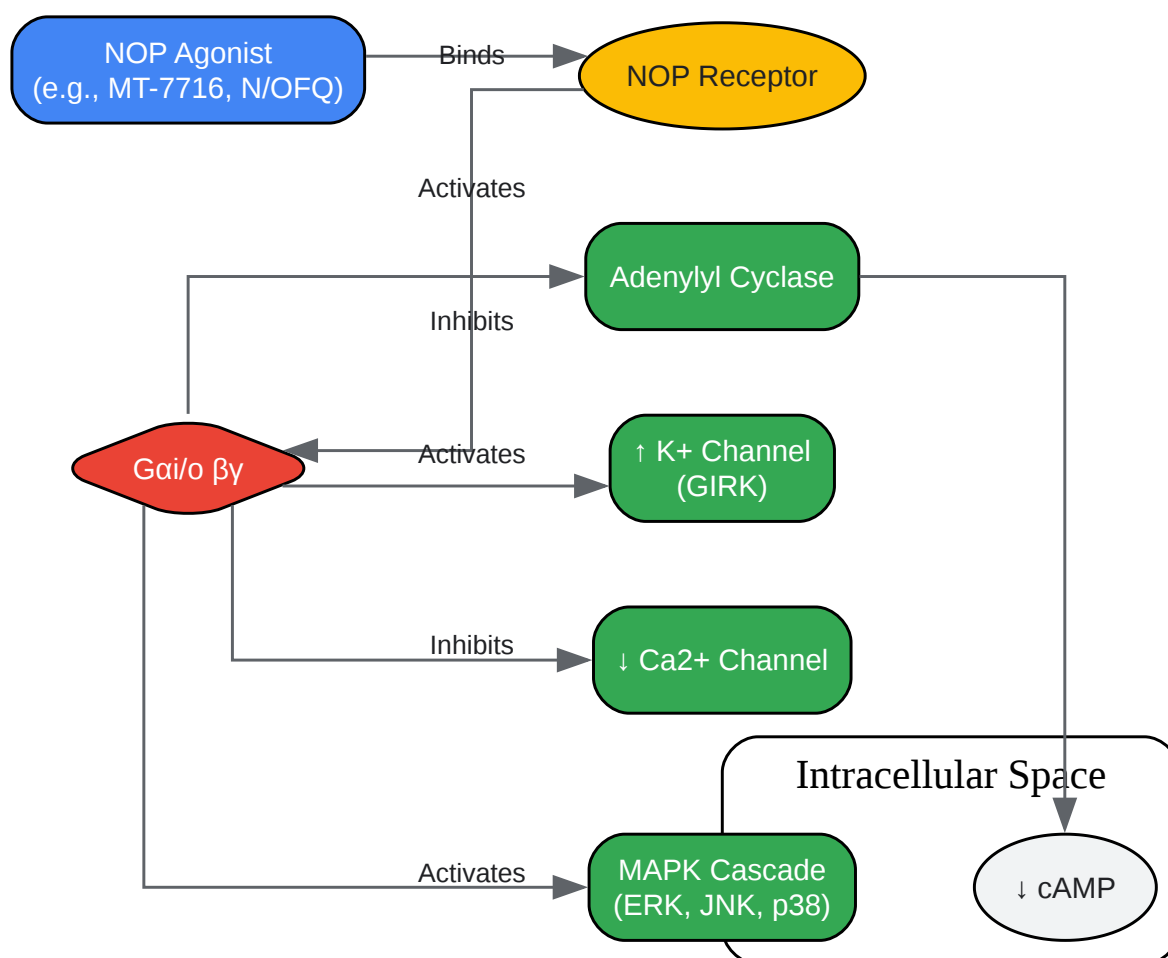 NOP Agonist
(e.g., MT-7716, N/OFQ)
Binds
NOP Receptor
Activates
Adenylyl Cyclase
Inhibits
Gαi/o βγ
Activates
↑ K+ Channel
(GIRK)
Inhibits
↓ Ca2+ Channel
Intracellular Space
Activates
MAPK Cascade
(ERK, JNK, p38)
↓ cAMP